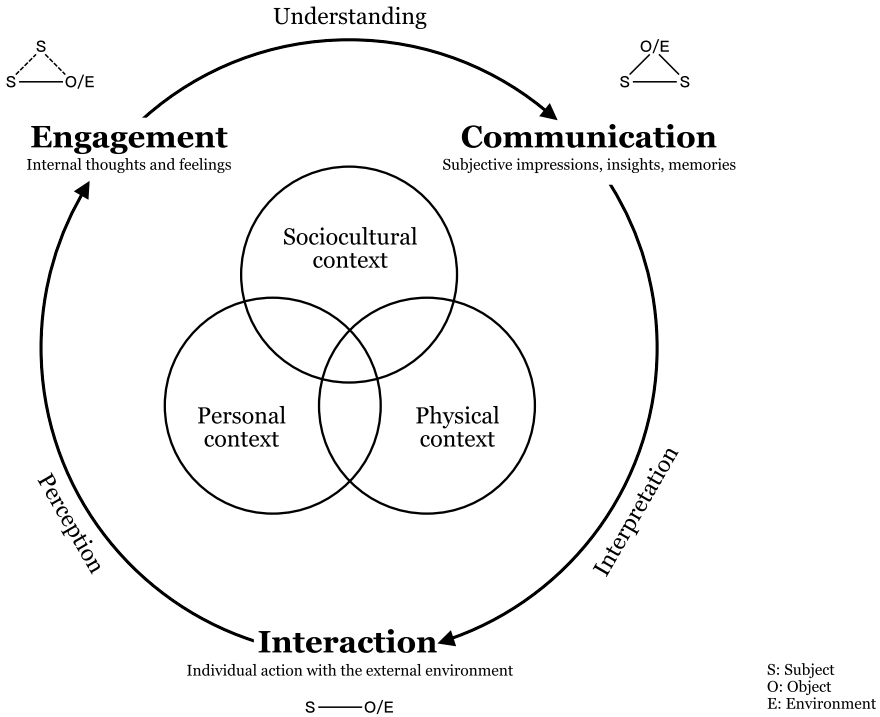 Understanding
S
S O/E
O/E
S S
Engagement
Internal thoughts and feelings
Communication
Subjective impressions, insights, memories
Sociocultural
context
Personal
context
Physical
context
Perception
Interpretation
Interaction
Individual action with the external environment
S O/E
S: Subject
O: Object
E: Environment